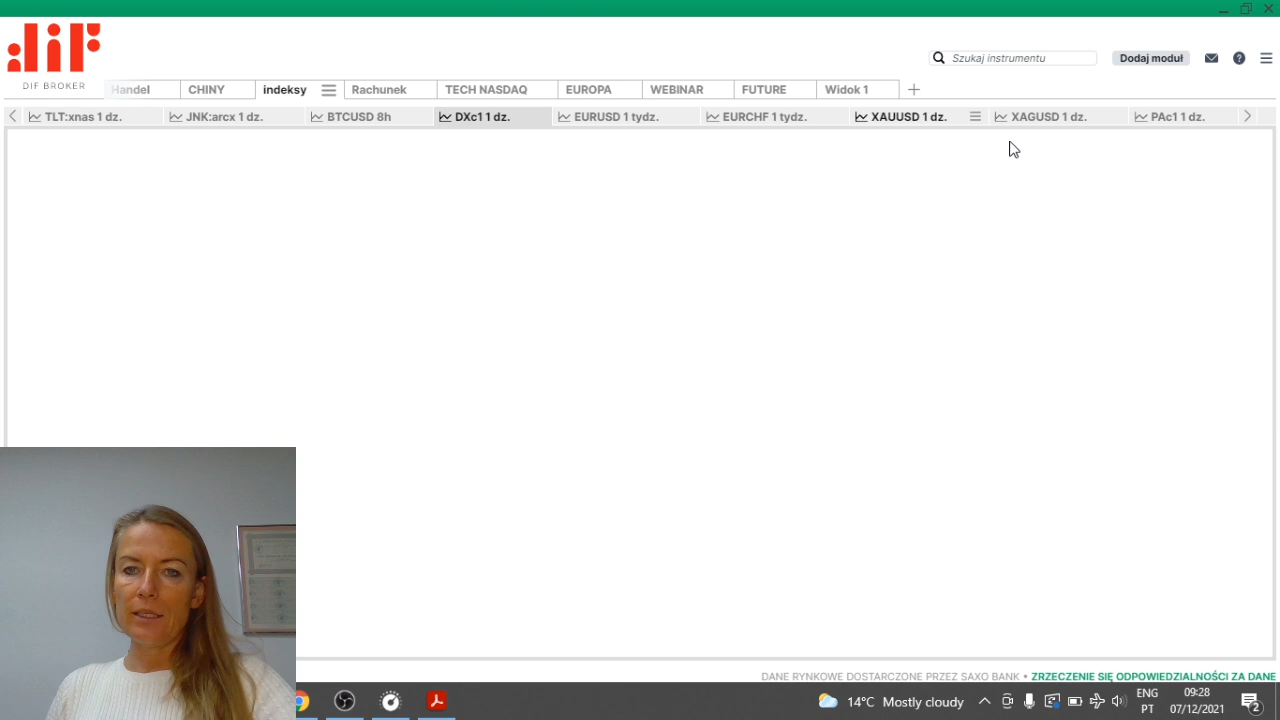 dif
DIF BROKER
Szukaj instrumentu
Dodaj moduł
Handel
CHINY
indeksy
Rachunek
TECH NASDAQ
EUROPA
WEBINAR
FUTURE
Widok 1
TLT:xnas 1 dz.
JNK:arcx 1 dz.
BTCUSD 8h
DXc1 1 dz.
EURUSD 1 tydz.
EURCHF 1 tydz.
XAUUSD 1 dz.
XAGUSD 1 dz.
PAc1 1 dz.
DANE RYNKOWE DOSTARCZONE PRZEZ SAXO BANK • ZRZECZENIE SIĘ ODPOWIEDZIALNOŚCI ZA DANE
14°C Mostly cloudy
ENG
PT
09:28
07/12/2021
2